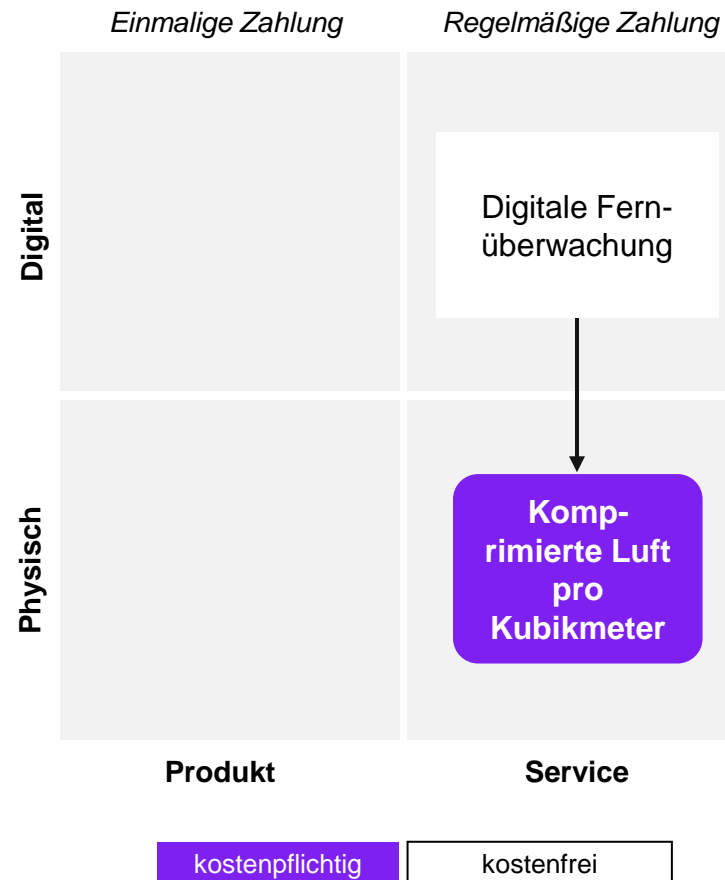 Einmalige Zahlung
Regelmäßige Zahlung
Digital
Digitale Fern-
überwachung
Physisch
Komp-
rimierte Luft
pro
Kubikmeter
Produkt
Service
kostenpflichtig
kostenfrei